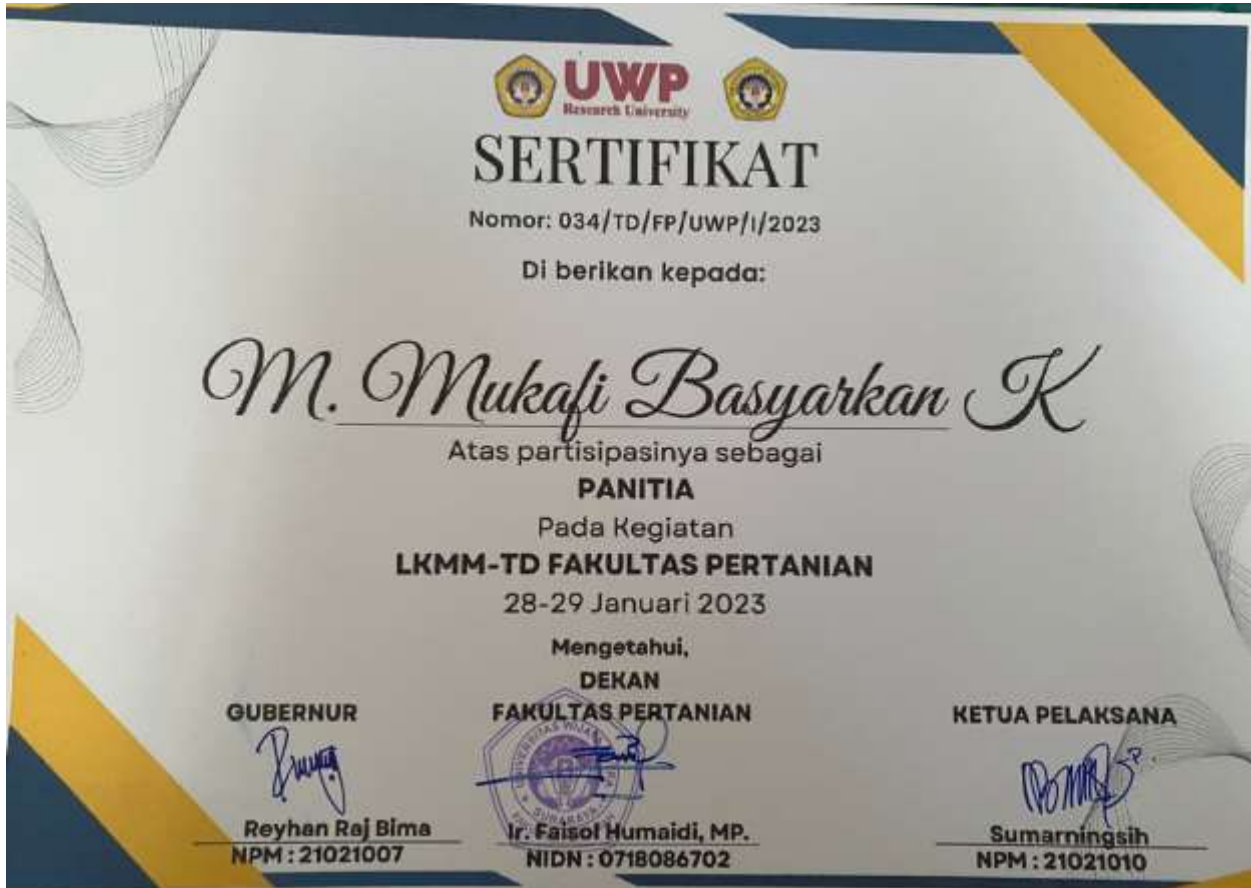 UWP
Research University
SERTIFIKAT
Nomor: 034/TD/FP/UWP/I/2023
Di berikan kepada:
M. Mukafi Basyarkan K
Atas partisipasinya sebagai
PANITIA
Pada Kegiatan
LKMM-TD FAKULTAS PERTANIAN
28-29 Januari 2023
Mengetahui,
DEKAN
GUBERNUR
FAKULTAS PERTANIAN
KETUA PELAKSANA
Reyhan Raj Bima
NPM : 21021007
Ir. Faisol Humaidi, MP.
NIDN : 0718086702
Sumarningsih
NPM : 21021010